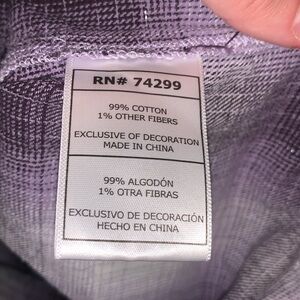 RN# 74299
99% COTTON
1% OTHER FIBERS
EXCLUSIVE OF DECORATION
MADE IN CHINA
99% ALGODÓN
1% OTRA FIBRAS
EXCLUSIVO DE DECORACIÓN
HECHO EN CHINA